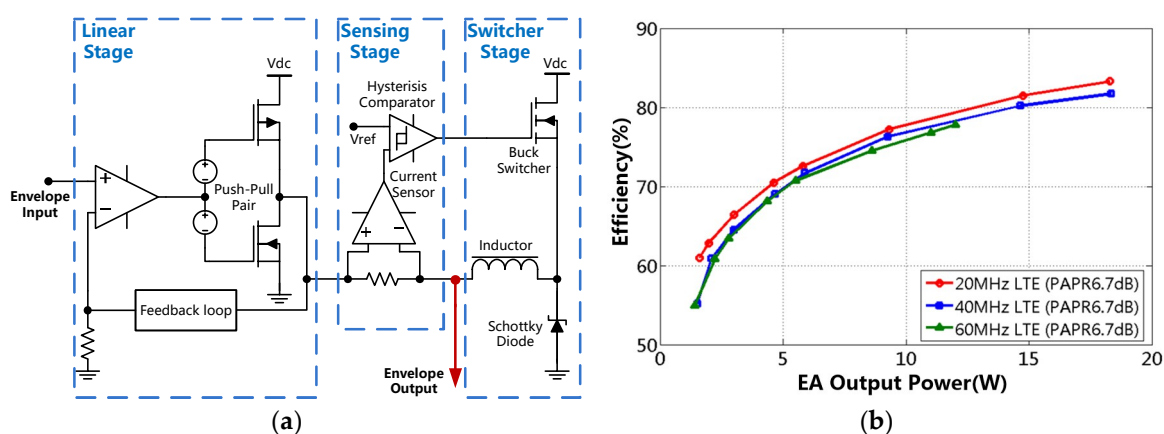 Linear
Stage
Sensing
Stage
Switcher
Stage
Vdc
Vdc
Hysterisis
Comparator
Vref
Buck
Switcher
+
−
Push-Pull
Pair
Envelope
Input
Current
Sensor
+
−
Inductor
Feedback loop
Schottky
Diode
Envelope
Output
(a)
Efficiency(%)
90
80
70
60
50
0
5
10
15
20
20MHz LTE (PAPR6.7dB)
40MHz LTE (PAPR6.7dB)
60MHz LTE (PAPR6.7dB)
EA Output Power(W)
(b)